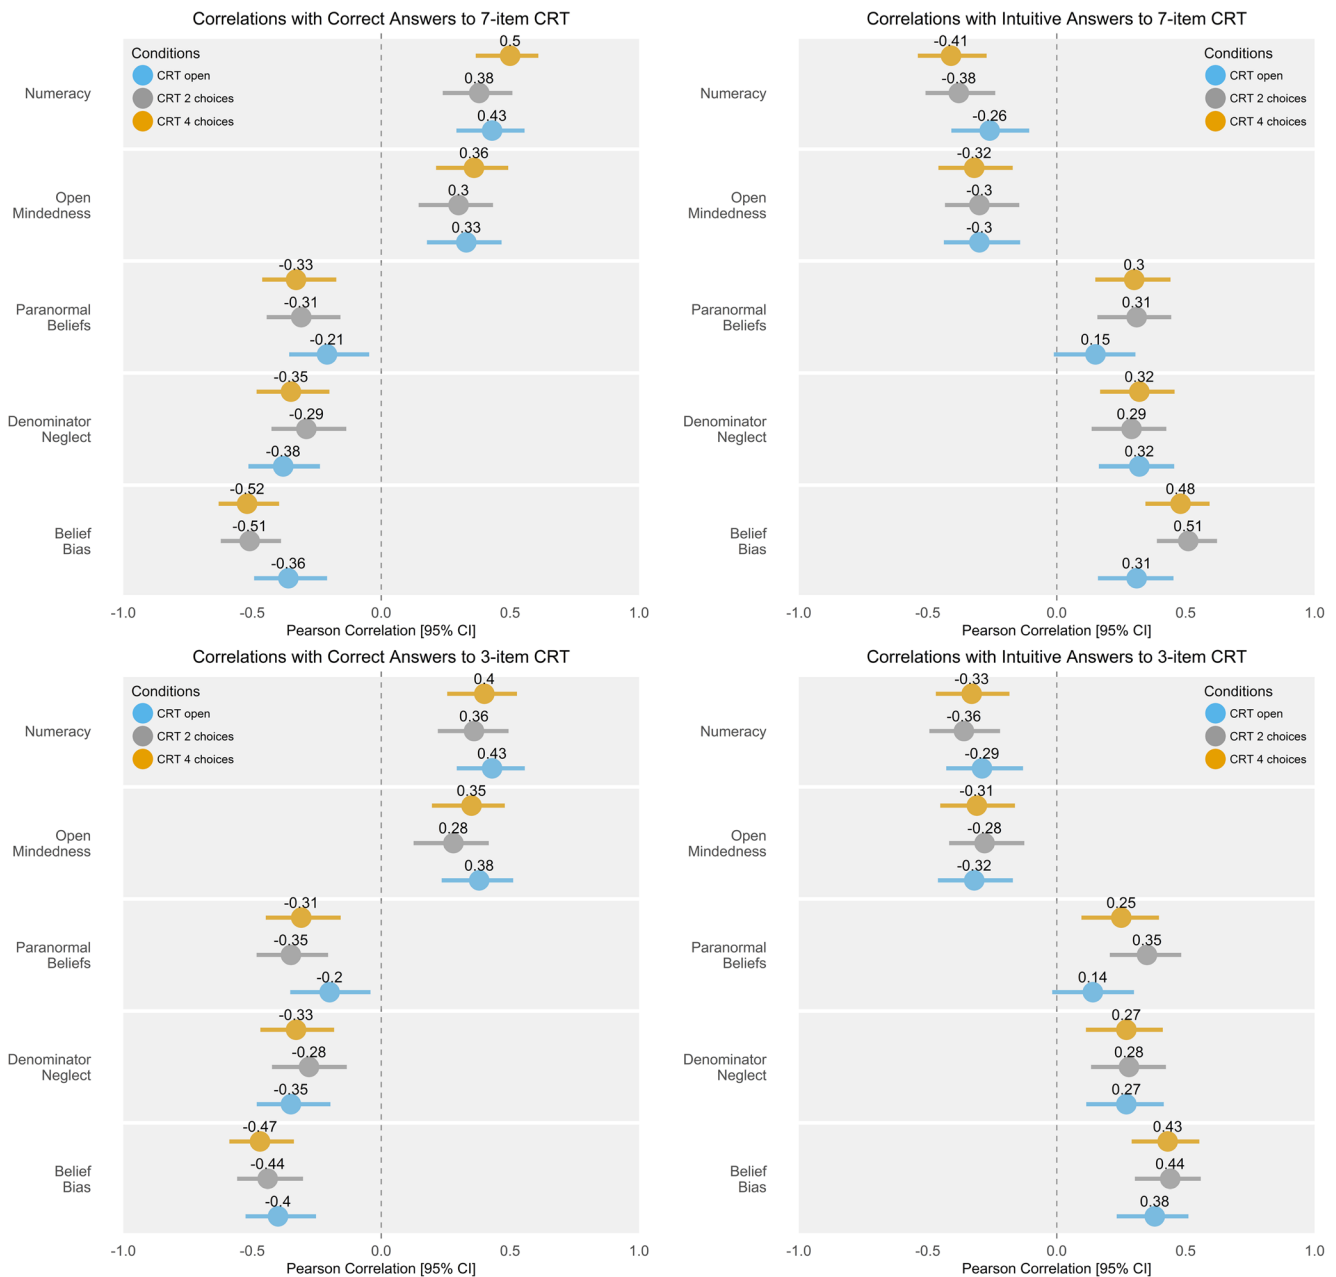 Correlations with Correct Answers to 7-item CRT
Conditions
CRT open
CRT 2 choices
CRT 4 choices
Numeracy
0.5
0.38
0.43
Open
Mindedness
0.36
0.3
0.33
Paranormal
Beliefs
-0.33
-0.31
-0.21
Denominator
Neglect
-0.35
-0.29
-0.38
Belief
Bias
-0.52
-0.51
-0.36
-1.0 -0.5 0.0 0.5 1.0
Pearson Correlation [95% CI]
Correlations with Intuitive Answers to 7-item CRT
Conditions
CRT open
CRT 2 choices
CRT 4 choices
Numeracy
-0.41
-0.38
-0.26
Open
Mindedness
-0.32
-0.3
-0.3
Paranormal
Beliefs
0.3
0.31
0.15
Denominator
Neglect
0.32
0.29
0.32
Belief
Bias
0.48
0.51
0.31
-1.0 -0.5 0.0 0.5 1.0
Pearson Correlation [95% CI]
Correlations with Correct Answers to 3-item CRT
Conditions
CRT open
CRT 2 choices
CRT 4 choices
Numeracy
0.4
0.36
0.43
Open
Mindedness
0.35
0.28
0.38
Paranormal
Beliefs
-0.31
-0.35
-0.2
Denominator
Neglect
-0.33
-0.28
-0.35
Belief
Bias
-0.47
-0.44
-0.4
-1.0 -0.5 0.0 0.5 1.0
Pearson Correlation [95% CI]
Correlations with Intuitive Answers to 3-item CRT
Conditions
CRT open
CRT 2 choices
CRT 4 choices
Numeracy
-0.33
-0.36
-0.29
Open
Mindedness
-0.31
-0.28
-0.32
Paranormal
Beliefs
0.25
0.35
0.14
Denominator
Neglect
0.27
0.28
0.27
Belief
Bias
0.43
0.44
0.38
-1.0 -0.5 0.0 0.5 1.0
Pearson Correlation [95% CI]